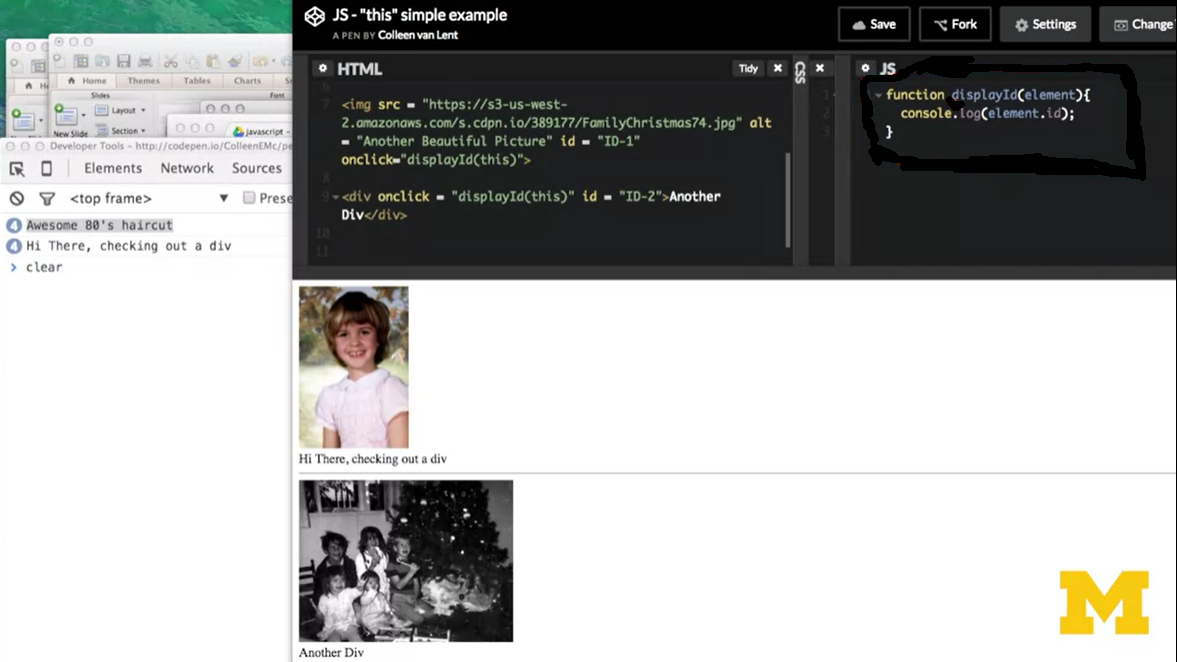 JS - "this" simple example
A PEN BY Colleen van Lent
Save
Fork
Settings
Change
Home
Themes
Tables
Charts
Slides
Font
Layout
New Slide
Section
javascript –
Developer Tools - http://codepen.io/ColleenEMc/pe
Elements
Network
Sources
<top frame>
Prese
4 Awesome 80's haircut
4 Hi There, checking out a div
> clear
HTML
Tidy
CSS
6
7 <img src = "https://s3-us-west-
2.amazonaws.com/s.cdpn.io/389177/FamilyChristmas74.jpg" alt
= "Another Beautiful Picture" id = "ID-1"
onclick="displayId(this)">
8
9 <div onclick = "displayId(this)" id = "ID-2">Another
Div</div>
10
11
JS
1 function displayId(element){
2 console.log(element.id);
3 }
Hi There, checking out a div
Another Div
M